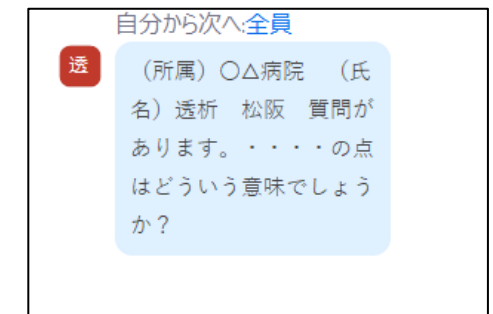 自分から次へ:全員
透
（所属）〇△病院　（氏
名）透析　松阪　質問が
あります。・・・・の点
はどういう意味でしょう
か？